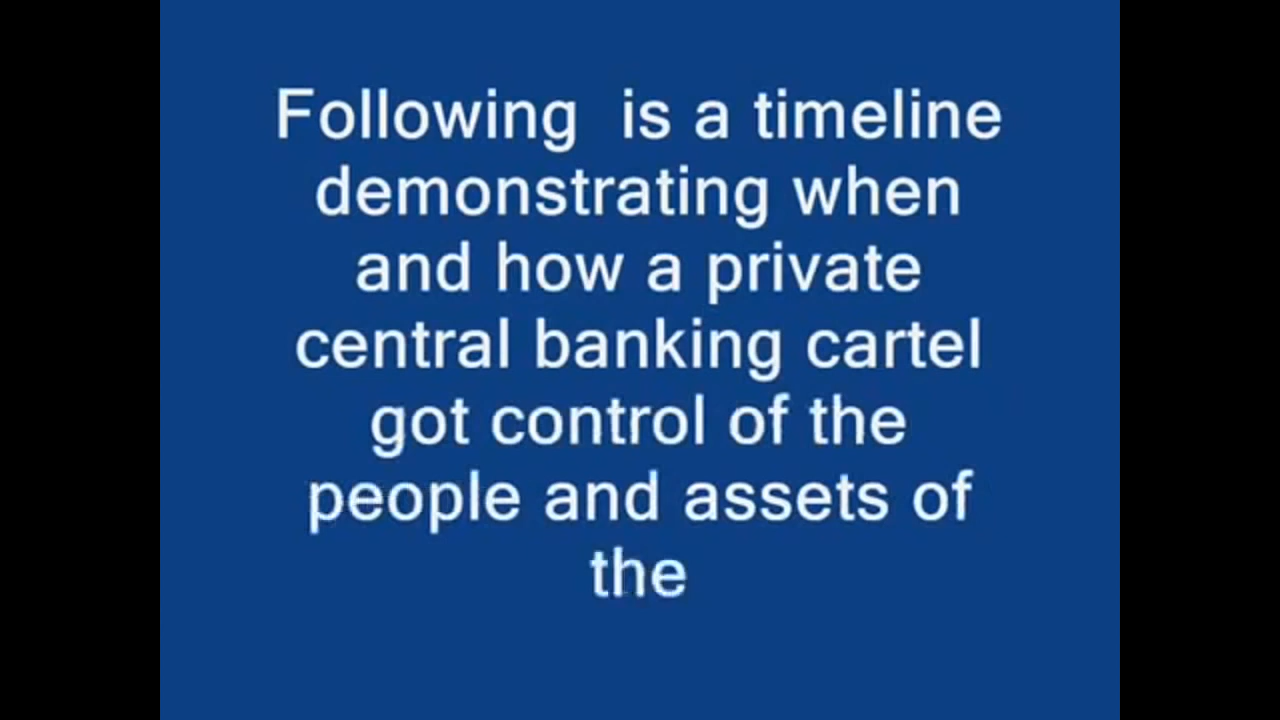 Following  is a timeline
demonstrating when
and how a private
central banking cartel
got control of the
people and assets of
the